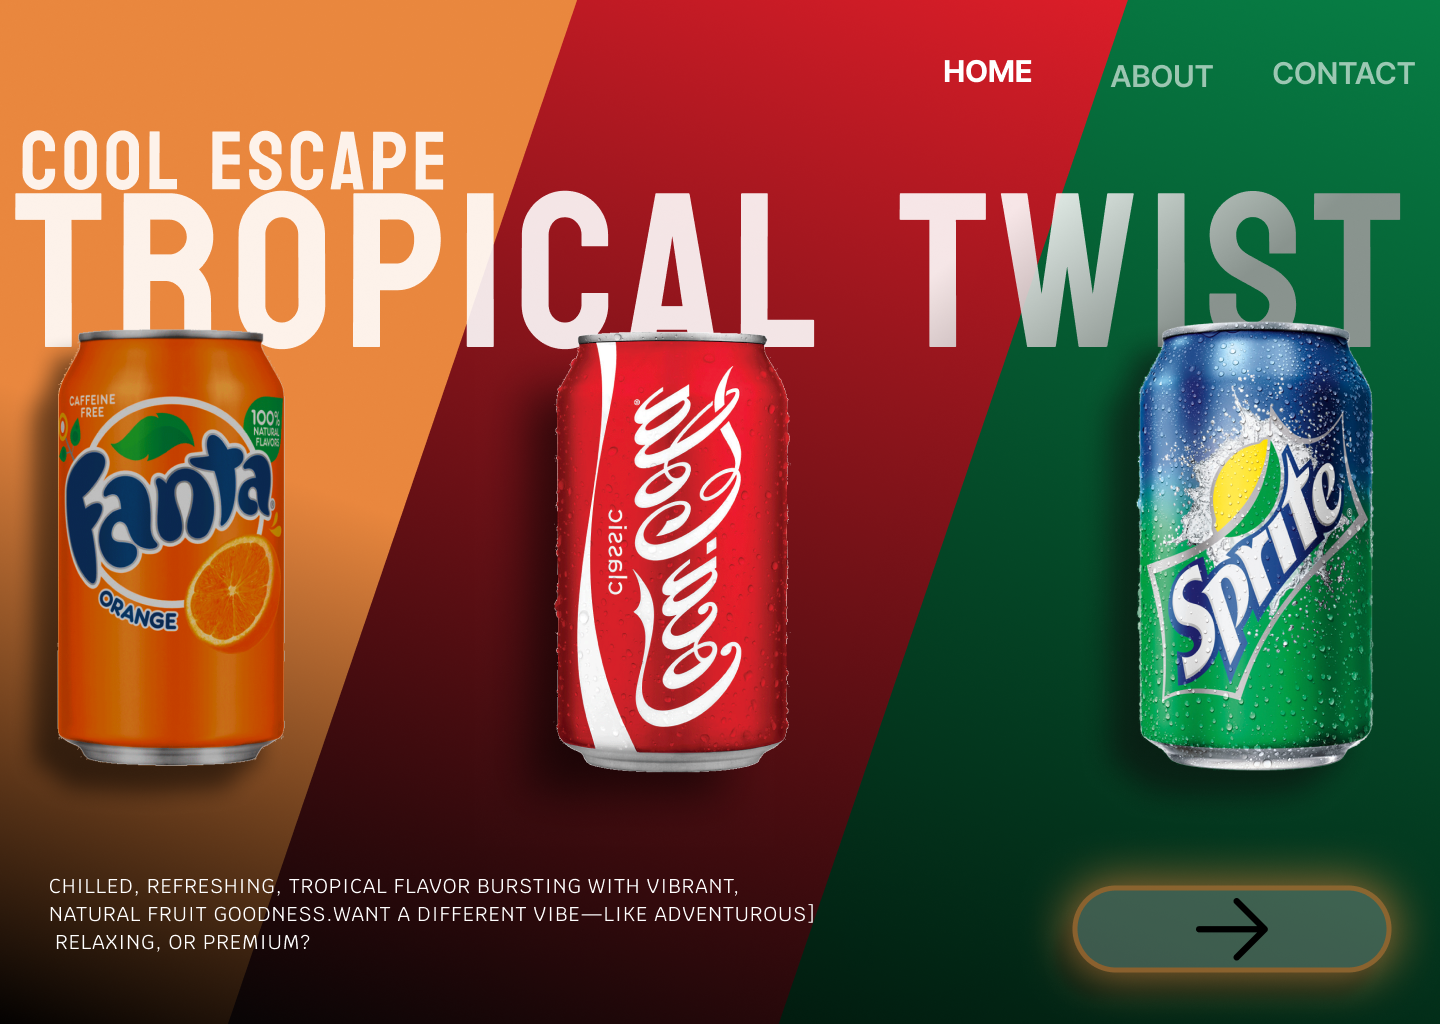 HOME ABOUT CONTACT
COOL ESCAPE
TROPICAL TWIST
CAFFEINE
FREE
100%
NATURAL
FLAVORS
Fanta
ORANGE
Coca-Cola
classic
Sprite
CHILLED, REFRESHING, TROPICAL FLAVOR BURSTING WITH VIBRANT,
NATURAL FRUIT GOODNESS.WANT A DIFFERENT VIBE—LIKE ADVENTUROUS]
RELAXING, OR PREMIUM?